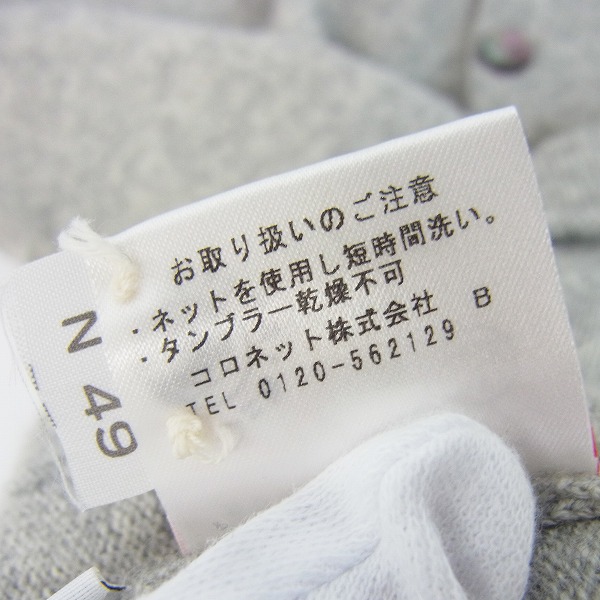 お取り扱いのご注意
・ネットを使用し短時間洗い。
・タンブラー乾燥不可
コロネット株式会社 B
TEL 0120-562129
N 49